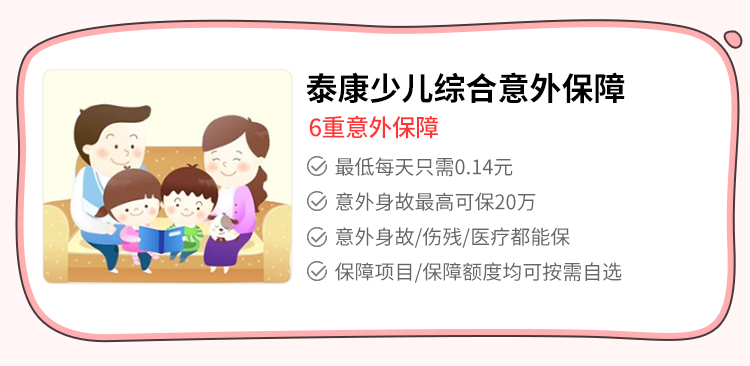 泰康少儿综合意外保障
6重意外保障
最低每天只需0.14元
意外身故最高可保20万
意外身故/伤残/医疗都能保
保障项目/保障额度均可按需自选